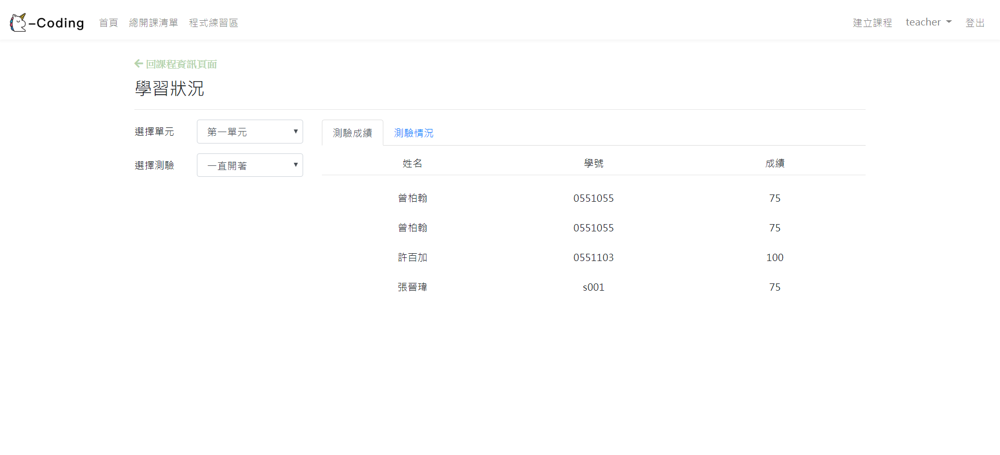 -Coding 首頁 總開課清單 程式練習區 建立課程 teacher 登出
回課程資訊頁面
學習狀況
選擇單元 第一單元
選擇測驗 一直開著
測驗成績 測驗情況
姓名 學號 成績
曾柏翰 0551055 75
曾柏翰 0551055 75
許百加 0551103 100
張晉瑋 s001 75